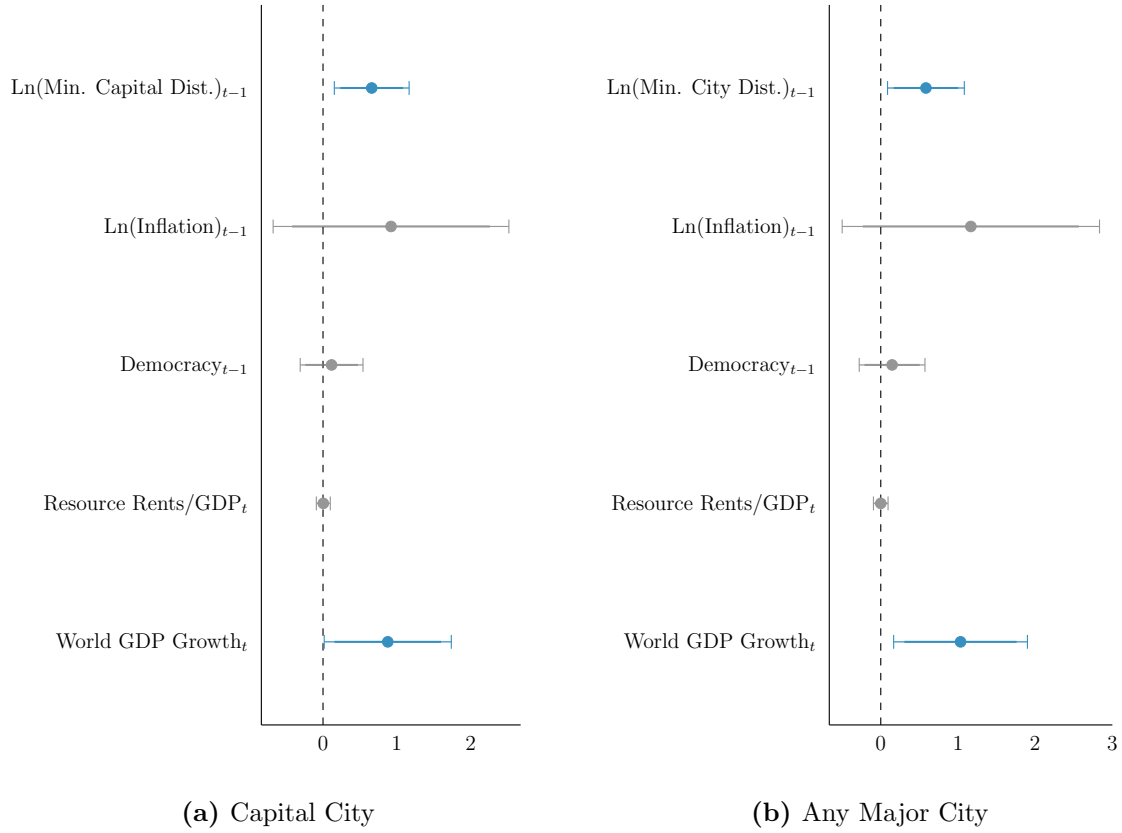 Ln(Min. Capital Dist.)t−1
Ln(Inflation)t−1
Democracyt−1
Resource Rents/GDPt
World GDP Growtht
0 1 2
(a) Capital City
Ln(Min. City Dist.)t−1
Ln(Inflation)t−1
Democracyt−1
Resource Rents/GDPt
World GDP Growtht
0 1 2 3
(b) Any Major City